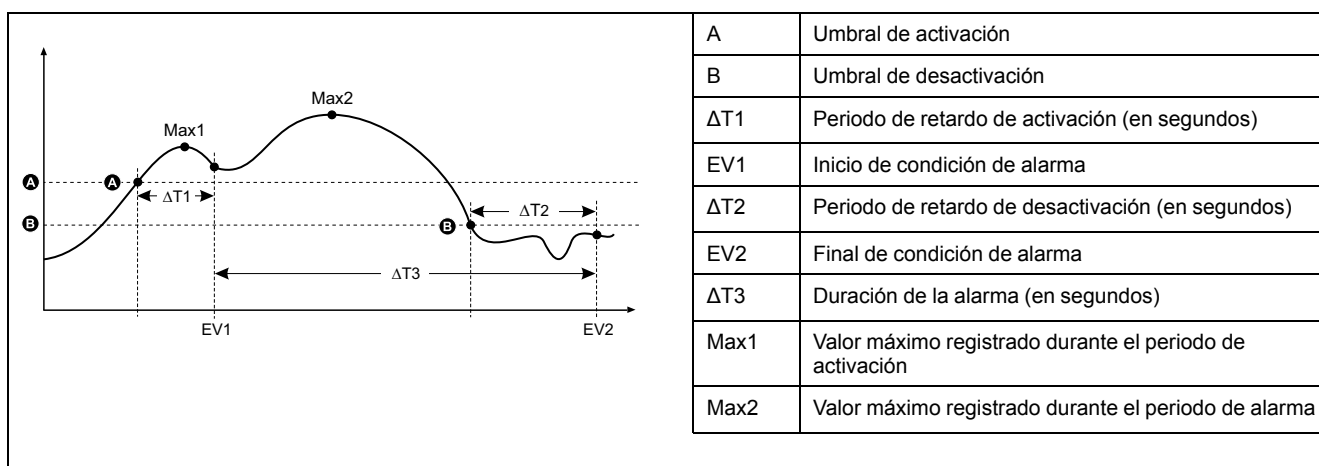 Max2
Max1
A
A
ΔT1
B
B
ΔT2
ΔT3
EV1
EV2
A Umbral de activación
B Umbral de desactivación
ΔT1 Periodo de retardo de activación (en segundos)
EV1 Inicio de condición de alarma
ΔT2 Periodo de retardo de desactivación (en segundos)
EV2 Final de condición de alarma
ΔT3 Duración de la alarma (en segundos)
Max1 Valor máximo registrado durante el periodo de
activación
Max2 Valor máximo registrado durante el periodo de alarma